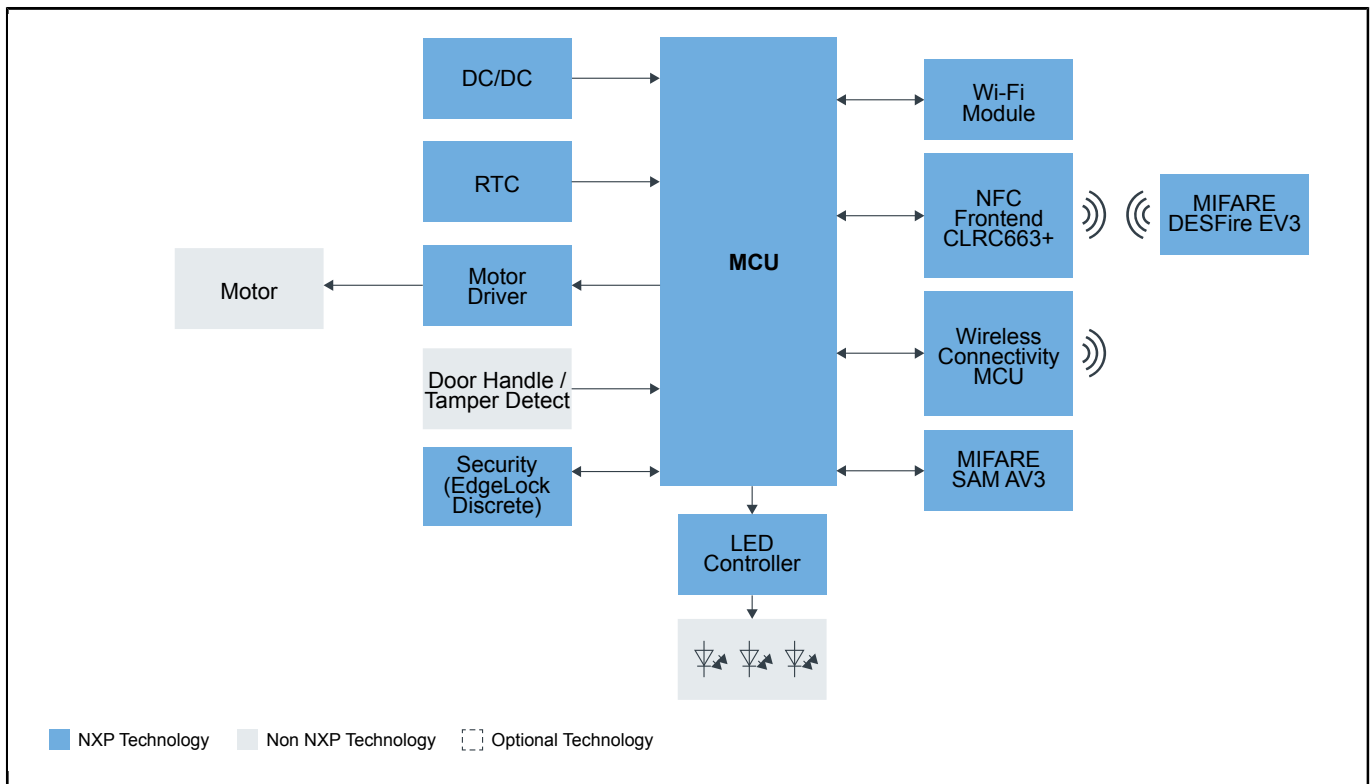 DC/DC
RTC
Motor
Motor
Driver
Door Handle /
Tamper Detect
Security
(EdgeLock
Discrete)
MCU
LED
Controller
Wi-Fi
Module
NFC
Frontend
CLRC663+
MIFARE
DESFire EV3
Wireless
Connectivity
MCU
MIFARE
SAM AV3
NXP Technology
Non NXP Technology
Optional Technology